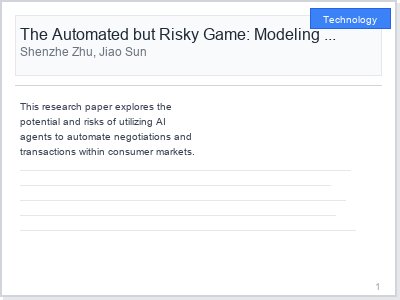 Technology
The Automated but Risky Game: Modeling ...
Shenzhe Zhu, Jiao Sun
This research paper explores the
potential and risks of utilizing AI
agents to automate negotiations and
transactions within consumer markets.
1